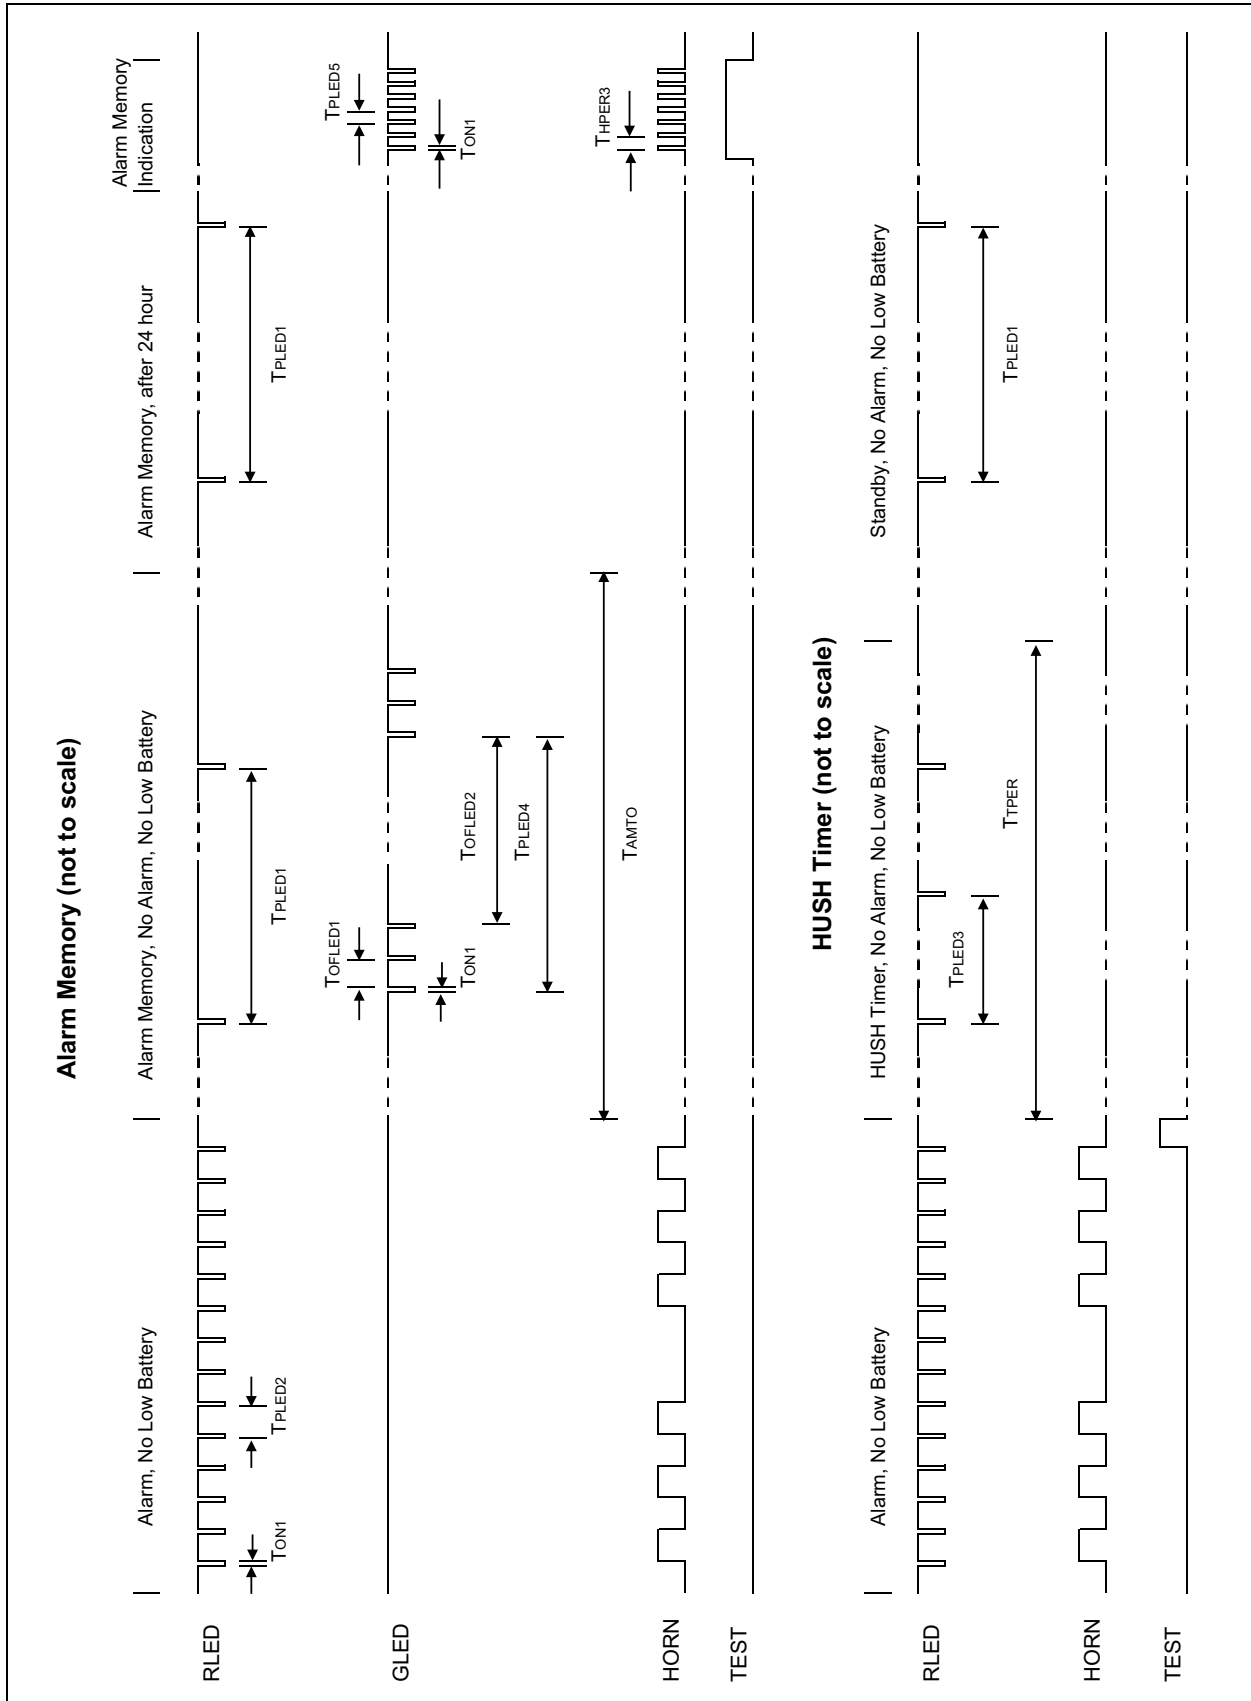 Alarm Memory (not to scale)
Alarm, No Low Battery
Alarm Memory, No Alarm, No Low Battery
Alarm Memory, after 24 hour
Alarm Memory
Indication
RLED
TON1
TPLED2
TPLED1
TPLED1
GLED
TOFLED1
TON1
TOFLED2
TPLED4
TPLED5
TON1
TAMTO
HORN
THPER3
TEST
HUSH Timer (not to scale)
Alarm, No Low Battery
HUSH Timer, No Alarm, No Low Battery
Standby, No Alarm, No Low Battery
RLED
TPLED3
TPLED1
TTPER
HORN
TEST